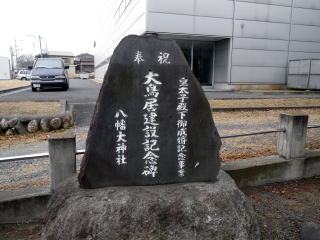 奉祝
皇太子殿下御成婚記念事業
大鳥居建設記念碑
八幡大神社